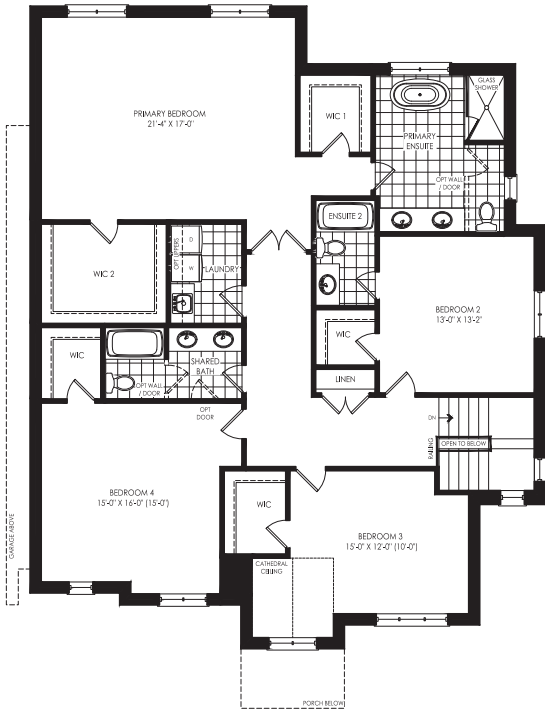 PRIMARY BEDROOM
21'-4" X 17'-0"
WIC 1
GLASS
SHOWER
PRIMARY
ENSUITE
OPT WALL
/ DOOR
ENSUITE 2
WIC 2
OPT UPPERS
D
W
LAUNDRY
BEDROOM 2
13'-0" X 13'-2"
WIC
WIC
SHARED
BATH
OPT WALL
/ DOOR
LINEN
OPT
DOOR
DN
RAILING
OPEN TO BELOW
BEDROOM 4
15'-0" X 16'-0" (15'-0")
WIC
BEDROOM 3
15'-0" X 12'-0" (10'-0")
CATHEDRAL
CEILING
GARAGE ABOVE
PORCH BELOW